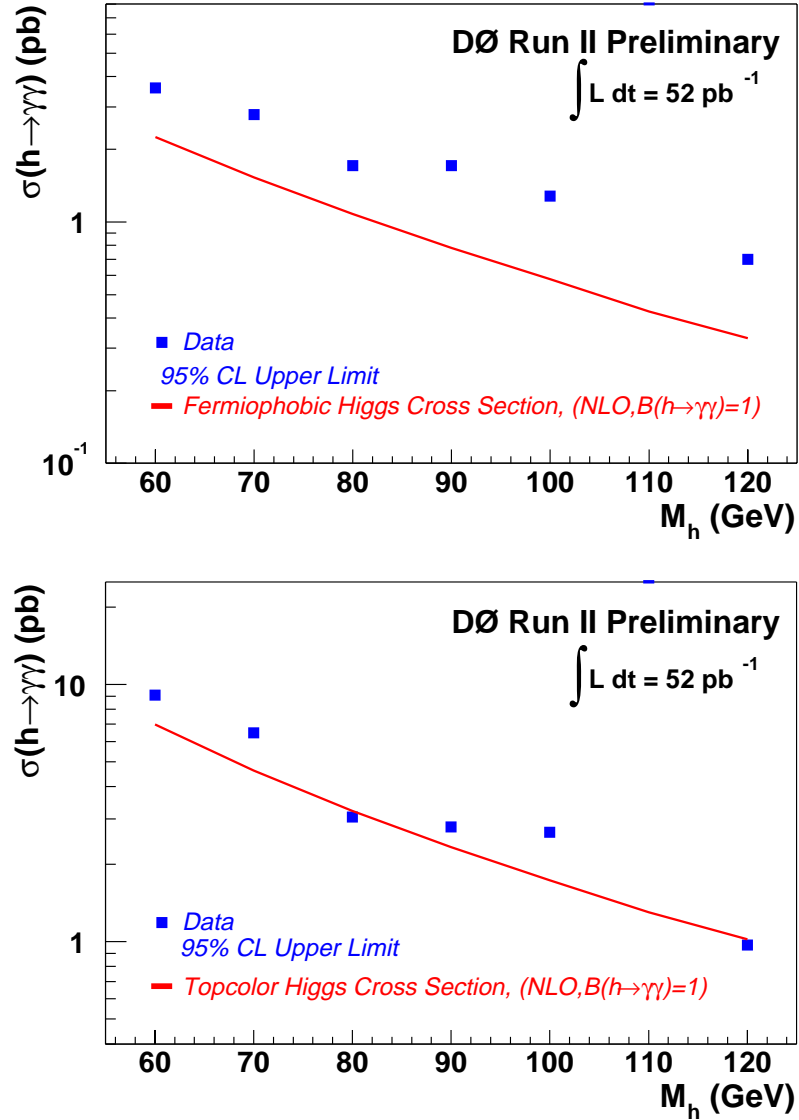 σ(h→γγ) (pb)
DØ Run II Preliminary
∫ L dt = 52 pb -1
1
Data
95% CL Upper Limit
Fermiophobic Higgs Cross Section, (NLO,B(h→γγ)=1)
10-1
60 70 80 90 100 110 120
Mh (GeV)
σ(h→γγ) (pb)
DØ Run II Preliminary
∫ L dt = 52 pb -1
10
Data
95% CL Upper Limit
1
Topcolor Higgs Cross Section, (NLO,B(h→γγ)=1)
60 70 80 90 100 110 120
Mh (GeV)